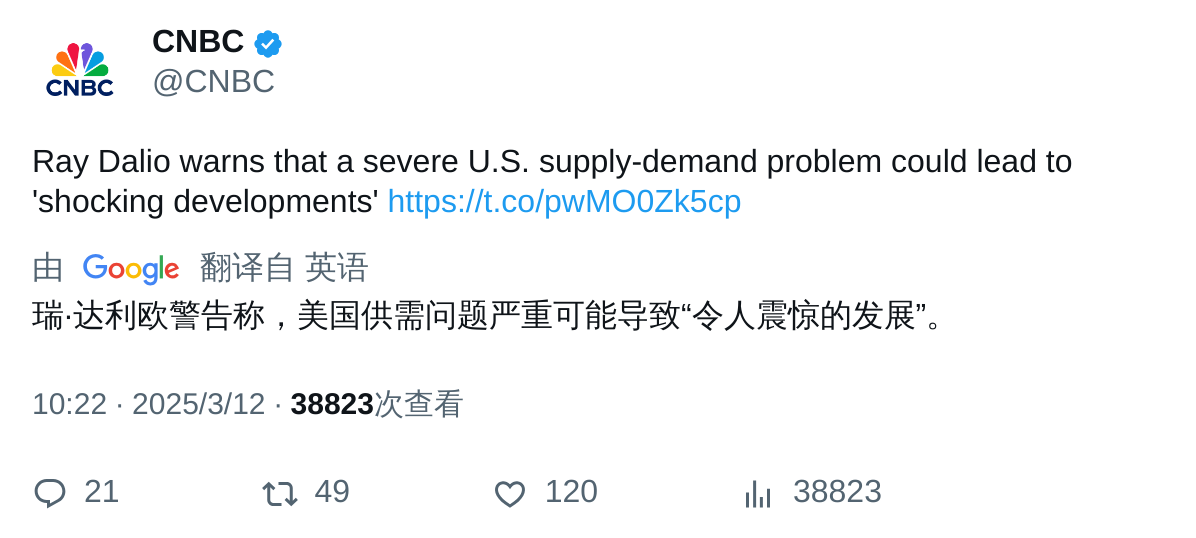 CNBC
CNBC
@CNBC
Ray Dalio warns that a severe U.S. supply-demand problem could lead to
'shocking developments' https://t.co/pwMO0Zk5cp
由 Google 翻译自 英语
瑞·达利欧警告称，美国供需问题严重可能导致“令人震惊的发展”。
10:22 · 2025/3/12 · 38823次查看
21 49 120 38823